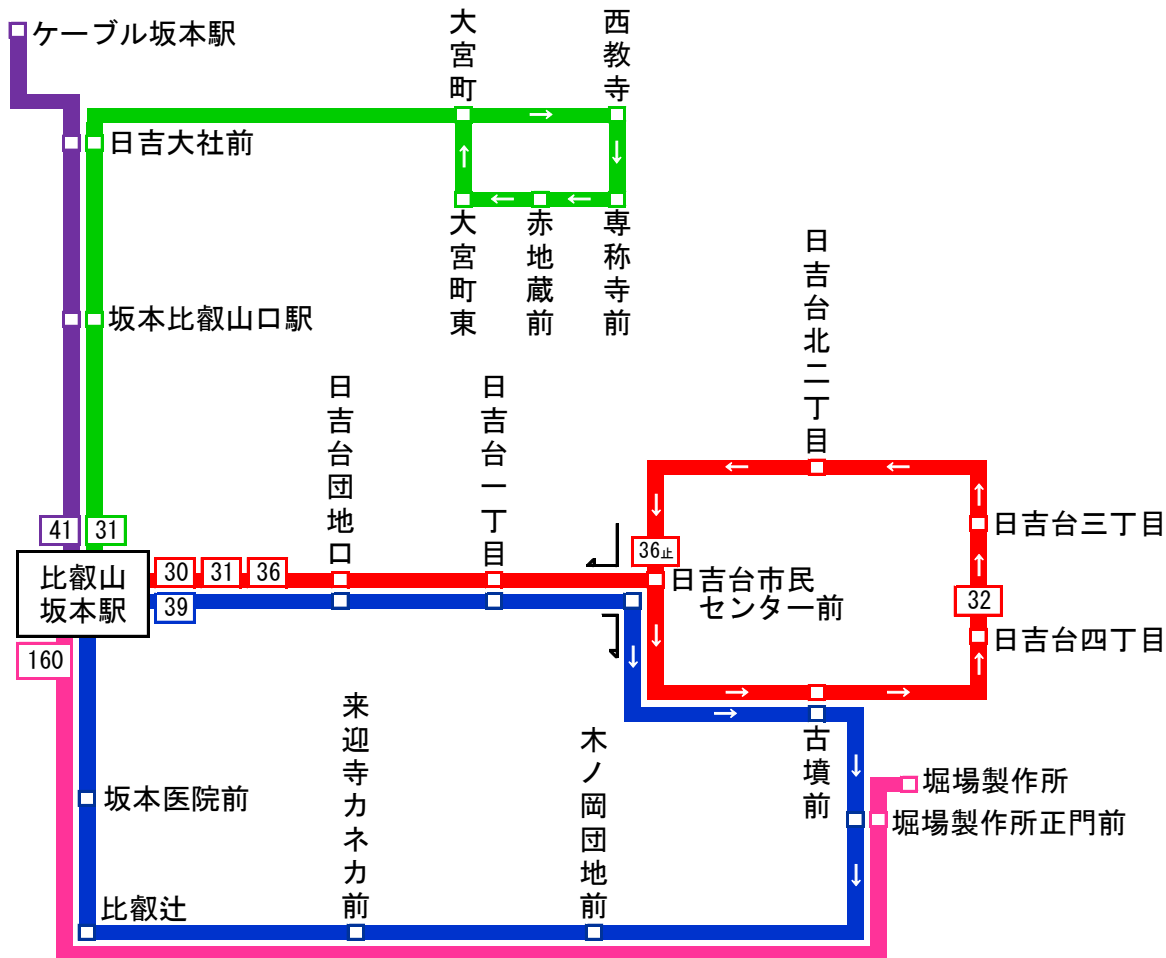 ケーブル坂本駅
大宮町
西教寺
日吉大社前
大宮町東
赤地蔵前
専称寺前
坂本比叡山口駅
日吉台北二丁目
日吉台団地口
日吉台一丁目
41
31
比叡山
坂本駅
30
31
36
39
160
36止
日吉台市民
センター前
日吉台三丁目
32
日吉台四丁目
来迎寺カネカ前
木ノ岡団地前
古墳前
坂本医院前
堀場製作所
堀場製作所正門前
比叡辻